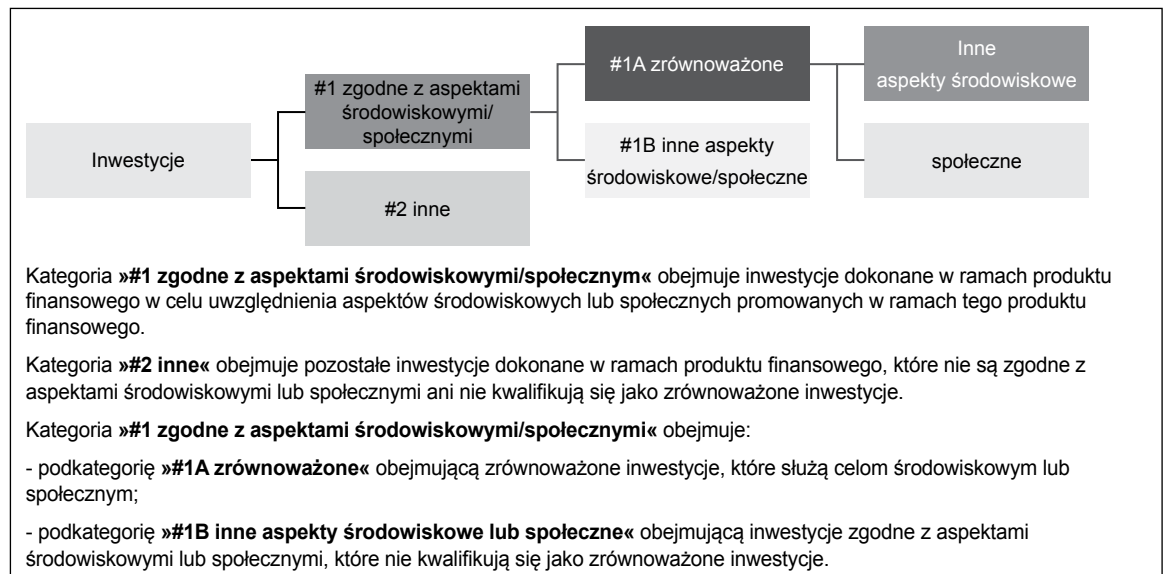 Inwestycje
#1 zgodne z aspektami
środowiskowymi/
społecznymi
#2 inne
#1A zrównoważone
#1B inne aspekty
środowiskowe/społeczne
Inne
aspekty środowiskowe
społeczne
Kategoria »#1 zgodne z aspektami środowiskowymi/społecznym« obejmuje inwestycje dokonane w ramach produktu
finansowego w celu uwzględnienia aspektów środowiskowych lub społecznych promowanych w ramach tego produktu
finansowego.
Kategoria »#2 inne« obejmuje pozostałe inwestycje dokonane w ramach produktu finansowego, które nie są zgodne z
aspektami środowiskowymi lub społecznymi ani nie kwalifikują się jako zrównoważone inwestycje.
Kategoria »#1 zgodne z aspektami środowiskowymi/społecznymi« obejmuje:
- podkategorię »#1A zrównoważone« obejmującą zrównoważone inwestycje, które służą celom środowiskowym lub
społecznym;
- podkategorię »#1B inne aspekty środowiskowe lub społeczne« obejmującą inwestycje zgodne z aspektami
środowiskowymi lub społecznymi, które nie kwalifikują się jako zrównoważone inwestycje.